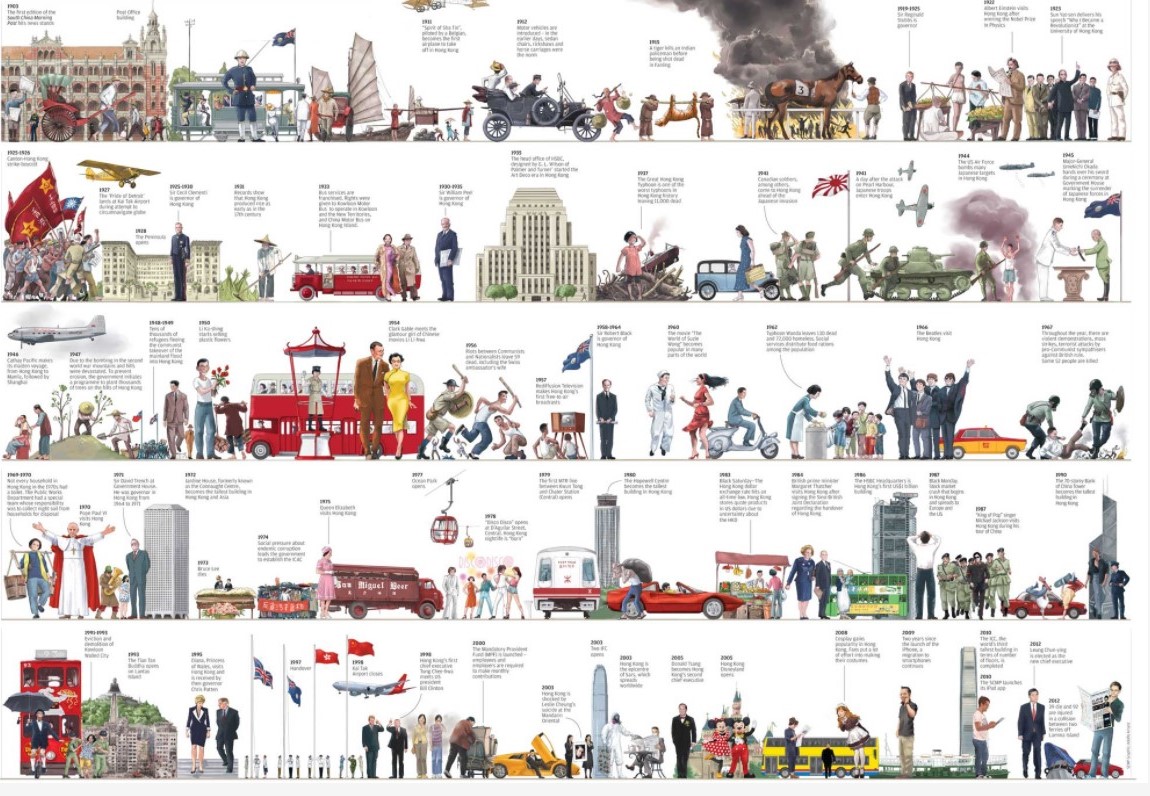 1903
The first edition of the
South China Morning
Post hits news stands
Post Office
building
1911
"Spirit of Sha Tin",
piloted by a Belgian,
becomes the first
airplane to take
off in Hong Kong
1912
Motor vehicles are
introduced - in the
earlier days, sedan
chairs, rickshaws and
horse carriages were
the norm
1915
A tiger kills an Indian
policeman before
being shot dead
in Fanling
3
1919-1925
Sir Reginald
Stubbs is
governor
1922
Albert Einstein visits
Hong Kong after
winning the Nobel Prize
in Physics
1923
Sun Yat-sen delivers his
speech "Why I Became a
Revolutionist" at the
University of Hong Kong
1925-1926
Canton-Hong Kong
strike-boycott
1927
The 'Pride of Detroit'
lands at Kai Tak Airport
during attempt to
circumnavigate globe
1928
The Peninsula
opens
1925-1930
Sir Cecil Clementi
is governor of
Hong Kong
1931
Records show
that Hong Kong
produced rice as
early as in the
17th century
1933
Bus services are
franchised. Rights were
given to Kowloon Motor
Bus to operate in Kowloon
and the New Territories,
and China Motor Bus on
Hong Kong Island.
1930-1935
Sir William Peel
is governor of
Hong Kong
1935
The head office of HSBC,
designed by G. L. Wilson of
Palmer and Turner started the
Art Deco era in Hong Kong
1937
The Great Hong Kong
Typhoon is one of the
worst typhoons in
Hong Kong history
leaving 11,000 dead
1941
Canadian soldiers,
among others,
came to Hong Kong
ahead of the
Japanese invasion
1941
A day after the attack
on Pearl Harbour,
Japanese troops
enter Hong Kong
1944
The US Air Force
bombs many
Japanese targets
in Hong Kong
1945
Major-General
Umekichi Okada
hands over his sword
during a ceremony at
Government House
marking the surrender
of Japanese forces in
Hong Kong
1946
Cathay Pacific makes
its maiden voyage,
from Hong Kong to
Manila, followed by
Shanghai
1947
Due to the bombing in the second
world war mountains and hills
were devastated. To prevent
erosion, the government initiates
a programme to plant thousands
of trees on the hills of Hong Kong
1948-1949
Tens of
thousands of
refugees fleeing
the Communist
takeover of the
mainland flood
into Hong Kong
1950
Li Ka-shing
starts selling
plastic flowers
1954
Clark Gable meets the
glamour girl of Chinese
movies Li Li Hwa
1956
Riots between Communists
and Nationalists leave 59
dead, including the Swiss
ambassador's wife
1957
Rediffusion Television
makes Hong Kong's
first free to air
broadcasts
1958-1964
Sir Robert Black
is governor of
Hong Kong
1960
The movie "The
World of Suzie
Wong" becomes
popular in many
parts of the world
1962
Typhoon Wanda leaves 130 dead
and 72,000 homeless. Social
services distribute food rations
among the population
1966
The Beatles visit
Hong Kong
1967
Throughout the year, there are
violent demonstrations, mass
strikes, terrorist attacks by
pro-Communist sympathisers
against British rule.
Some 52 people are killed
1969-1970
Not every household in
Hong Kong in the 1970s had
a toilet. The Public Works
Department had a special
team whose responsibility
was to collect night soil from
households for disposal
1970
Pope Paul VI
visits Hong
Kong
1971
Sir David Trench at
Government House.
He was governor in
Hong Kong from
1964 to 1971
1972
Jardine House, formerly known
as the Connaught Centre,
becomes the tallest building in
Hong Kong and Asia
1973
Bruce Lee
dies
1974
Social pressure about
endemic corruption
leads the government
to establish the ICAC
1975
Queen Elizabeth
visits Hong Kong
San Miguel Beer
1977
Ocean Park
opens
1978
"Disco Disco" opens
at D'Aguilar Street,
Central. Hong Kong
nightlife is "born"
1979
The first MTR line
between Kwun Tong
and Chater Station
(Central) opens
1980
The Hopewell Centre
becomes the tallest
building in Hong Kong
1983
Black Saturday—The
Hong Kong dollar
exchange rate falls its
all-time low. Hong Kong
stores quote products
in US dollars due to
uncertainty about
the HKD
1984
British prime minister
Margaret Thatcher
visits Hong Kong after
signing the Sino-British
Joint Declaration
regarding the handover
of Hong Kong
1986
The HSBC Headquarters is
Hong Kong's first US$1 billion
building
1987
Black Monday,
stock market
crash that begins
in Hong Kong
and spreads to
Europe and
the US
1987
"King of Pop" singer
Michael Jackson visits
Hong Kong during his
tour of China
1990
The 70-storey Bank
of China Tower
becomes the tallest
building in
Hong Kong
1991-1993
Eviction and
demolition of
Kowloon
Walled City
1993
The Tian Tan
Buddha opens
on Lantau
Island
1995
Diana, Princess
of Wales, visits
Hong Kong and
is received by
then governor
Chris Patten
1997
Handover
1998
Kai Tak
Airport closes
1998
Hong Kong's first
chief executive
Tung Chee-hwa
meets US
president
Bill Clinton
2000
The Mandatory Provident
Fund (MPF) is launched -
employees and
employers are required
to make monthly
contributions
2003
Hong Kong is
shocked by
Leslie Cheung's
suicide at the
Mandarin
Oriental
2003
Two IFC
opens
2003
Hong Kong is
the epicentre
of Sars, which
spreads
worldwide
2005
Donald Tsang
becomes Hong
Kong's second
chief executive
2005
Hong Kong
Disneyland
opens
2008
Cosplay gains
popularity in Hong
Kong. Fans put a lot
of effort into making
their costumes.
2009
Two years since
the launch of the
iPhone, a
migration to
smartphones
continues
2010
The ICC, the
world's third
tallest building in
terms of number
of floors, is
completed
2010
The SCMP launches
its iPad app
2012
Leung Chun-ying
is elected as the
new chief executive
2012
39 die and 92
are injured
in a collision
between two
ferries off
Lamma Island